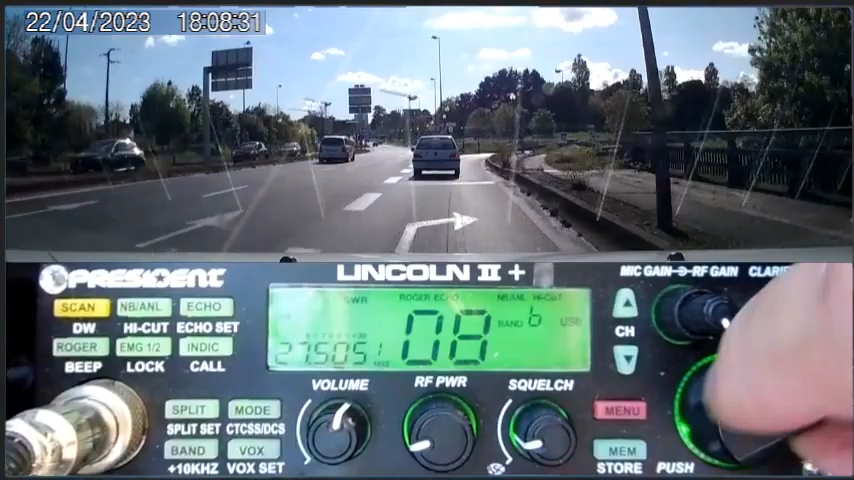 22/04/2023 18:08:31
PRESIDENT
LINCOLN II +
MIC GAIN RF GAIN CLARI
SCAN NB/ANL ECHO
DW HI-CUT ECHO SET
ROGER EMG 1/2 INDIC
BEEP LOCK CALL
SWR ROGER ECHO NB/ANL HI-CUT
08 BAND b USB
27.505
CH
VOLUME RF PWR SQUELCH
SPLIT MODE
SPLIT SET CTCSS/DCS
BAND VOX
+10KHZ VOX SET
MENU
MEM
STORE PUSH